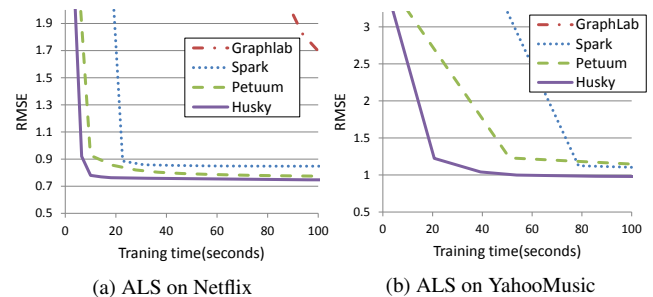 1.9
1.7
1.5
1.3
1.1
0.9
0.7
0.5
RMSE
Graphlab
Spark
Petuum
Husky
0 20 40 60 80 100
Traning time(seconds)
(a) ALS on Netflix
3
2.5
2
1.5
1
0.5
RMSE
GraphLab
Spark
Petuum
Husky
0 20 40 60 80 100
Training time(seconds)
(b) ALS on YahooMusic